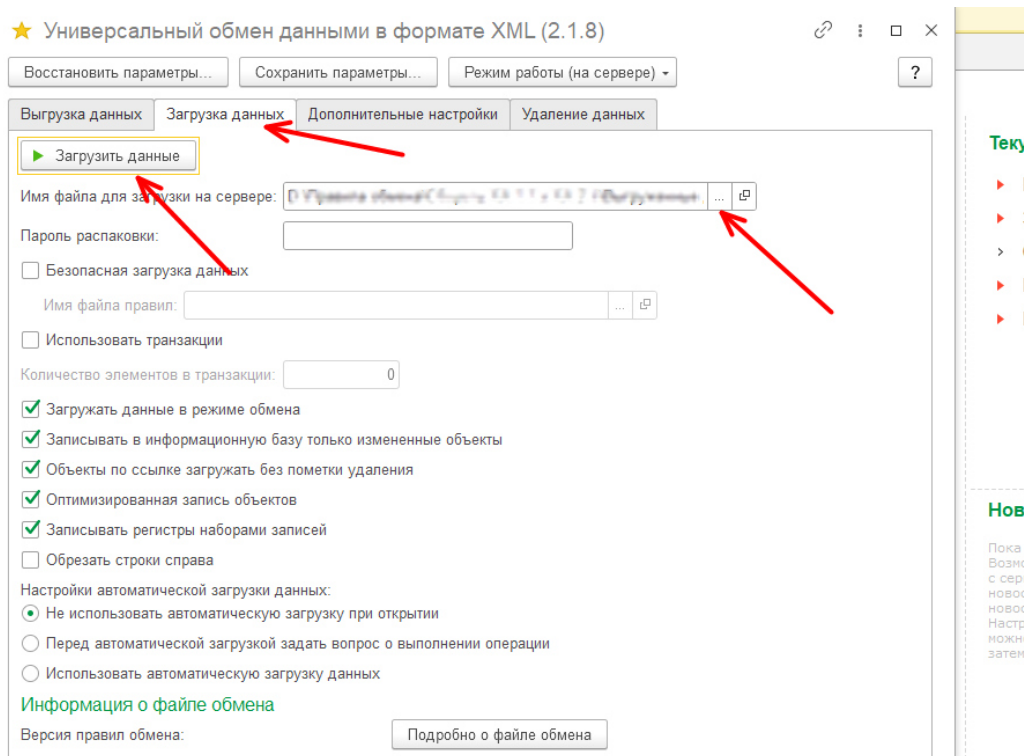 Универсальный обмен данными в формате XML (2.1.8)
Восстановить параметры... Сохранить параметры... Режим работы (на сервере) ?
Выгрузка данных Загрузка данных Дополнительные настройки Удаление данных
Загрузить данные
Имя файла для загрузки на сервере: ...
Пароль распаковки:
Безопасная загрузка данных
Имя файла правил: ...
Использовать транзакции
Количество элементов в транзакции: 0
Загружать данные в режиме обмена
Записывать в информационную базу только измененные объекты
Объекты по ссылке загружать без пометки удаления
Оптимизированная запись объектов
Записывать регистры наборами записей
Обрезать строки справа
Настройки автоматической загрузки данных:
Не использовать автоматическую загрузку при открытии
Перед автоматической загрузкой задать вопрос о выполнении операции
Использовать автоматическую загрузку данных
Информация о файле обмена
Версия правил обмена: Подробно о файле обмена
Теку
Нов
Пока
Возмо
с сер
ново
ново
Настр
можн
затем